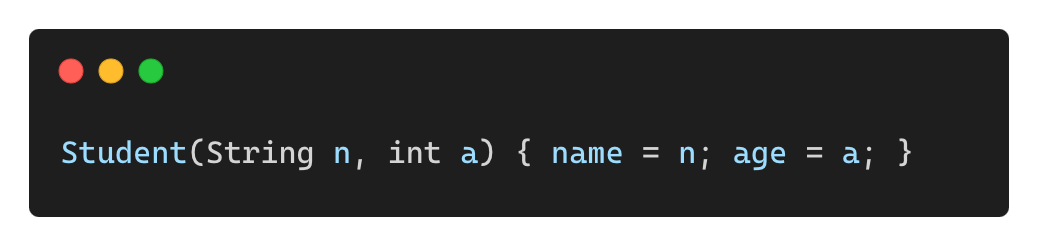 Student(String n, int a) { name = n; age = a; }